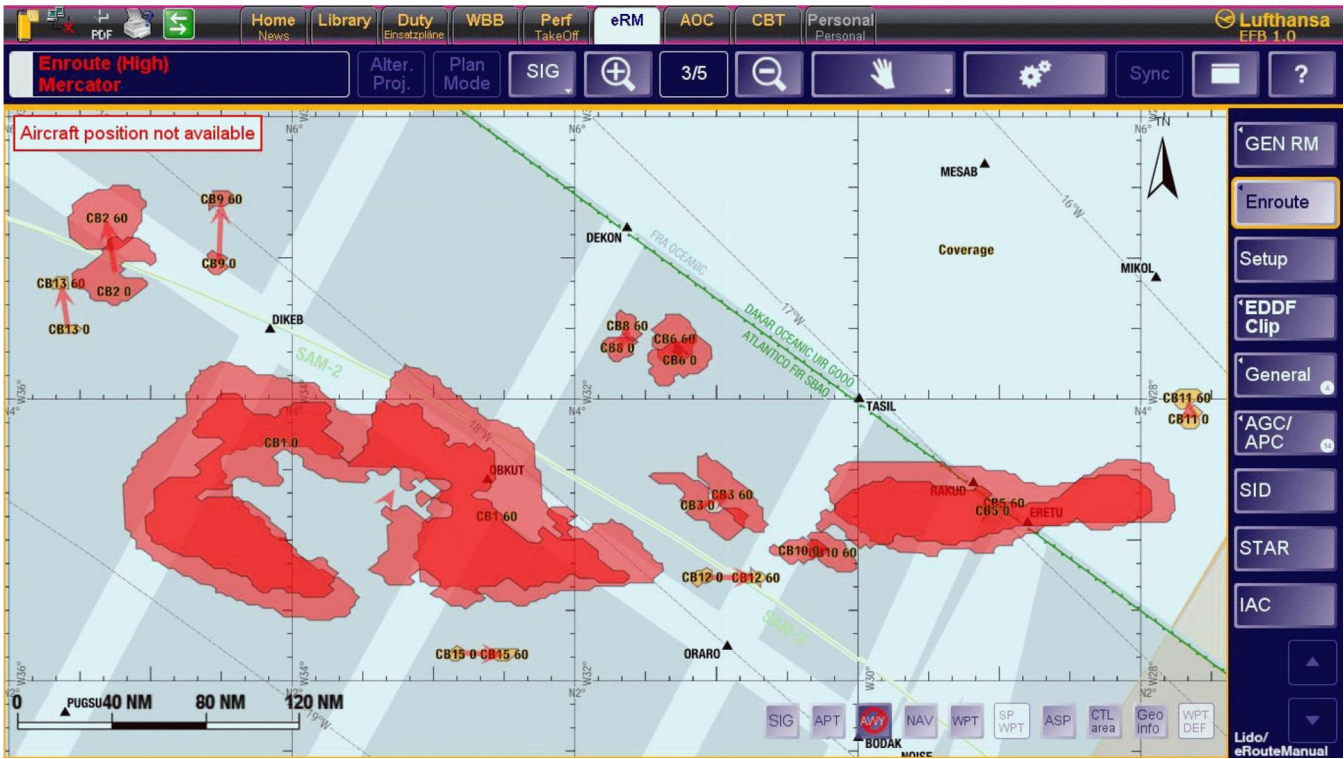 PDF
Home
News
Library
Duty
Einsatzpläne
WBB
Perf
TakeOff
eRM
AOC
CBT
Personal
Personal
Lufthansa
EFB 1.0
Enroute (High)
Mercator
Alter.
Proj.
Plan
Mode
SIG
3/5
Sync
?
Aircraft position not available
N6°
N6°
N6°
TN
MESAB
16°W
CB9 60
CB2 60
DEKON
FRA OCEANIC
Coverage
CB9 0
MIKOL
CB13 60
CB2 0
17°W
CB13 0
DIKEB
DAKAR OCEANIC UIR GOOO
ATLANTICO FIR SBAO
CB8 60
CB6 60
CB8 0
CB6 0
SAM-2
W36°
W34°
W32°
W28°
N4°
N4°
N4°
N4°
TASIL
CB11 60
CB11 0
18°W
CB1 0
OBKUT
RAKUD
CB3 60
CB3 0
CB5 60
CB5 0
ERETU
CB1 60
CB10 0
CB10 60
CB12 0
CB12 60
SAM-2
CB15 0
CB15 60
ORARO
W36°
W34°
W32°
W30°
W28°
N2°
N2°
N2°
PUGSU
0
40 NM
80 NM
120 NM
19°W
SIG
APT
AWY
NAV
WPT
SP
WPT
ASP
CTL
area
Geo
info
WPT
DEF
BODAK
NOISE
GEN RM
Enroute
Setup
EDDF
Clip
General
4
AGC/
APC
14
SID
STAR
IAC
Lido/
eRouteManual